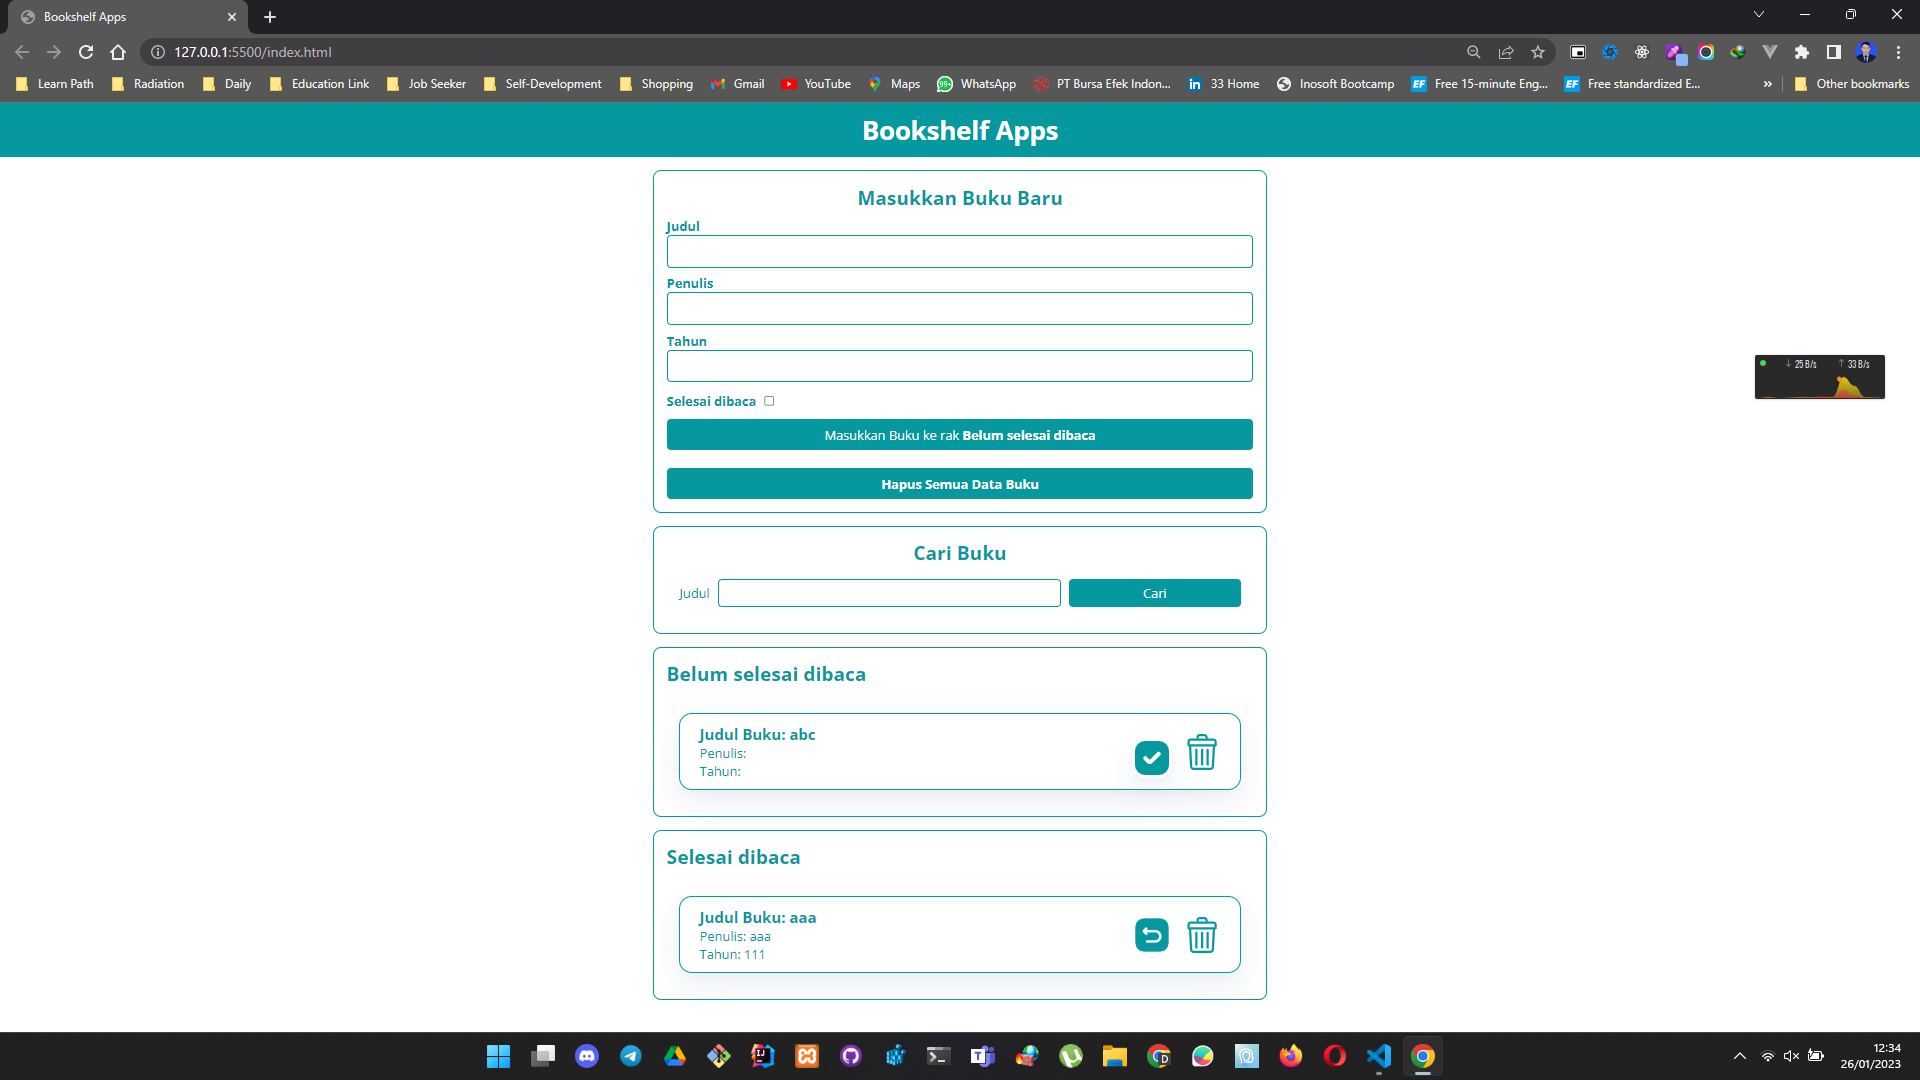 Bookshelf Apps
127.0.0.1:5500/index.html
Learn Path Radiation Daily Education Link Job Seeker Self-Development Shopping Gmail YouTube Maps 99+ WhatsApp PT Bursa Efek Indon... in 33 Home Inosoft Bootcamp EF Free 15-minute Eng... EF Free standardized E... » Other bookmarks
Bookshelf Apps
Masukkan Buku Baru
Judul
Penulis
Tahun
25 B/s 33 B/s
Selesai dibaca
Masukkan Buku ke rak Belum selesai dibaca
Hapus Semua Data Buku
Cari Buku
Judul Cari
Belum selesai dibaca
Judul Buku: abc
Penulis:
Tahun:
Selesai dibaca
Judul Buku: aaa
Penulis: aaa
Tahun: 111
12:34
26/01/2023